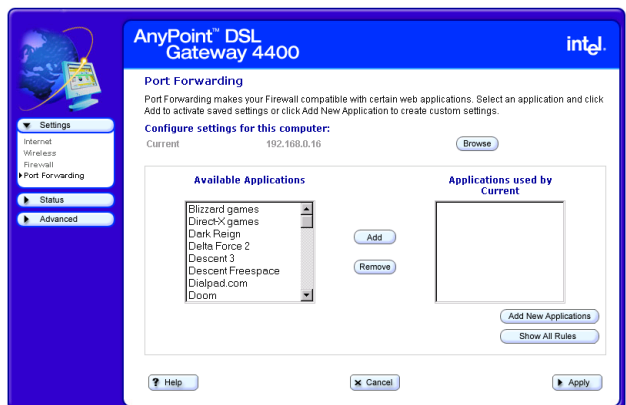 AnyPoint™ DSL
Gateway 4400
intel.
Settings
Internet
Wireless
Firewall
Port Forwarding
Status
Advanced
Port Forwarding
Port Forwarding makes your Firewall compatible with certain web applications. Select an application and click
Add to activate saved settings or click Add New Application to create custom settings.
Configure settings for this computer:
Current 192.168.0.16 Browse
Available Applications
Blizzard games
Direct-X games
Dark Reign
Delta Force 2
Descent 3
Descent Freespace
Dialpad.com
Doom
Add
Remove
Applications used by
Current
Add New Applications
Show All Rules
? Help
x Cancel
Apply